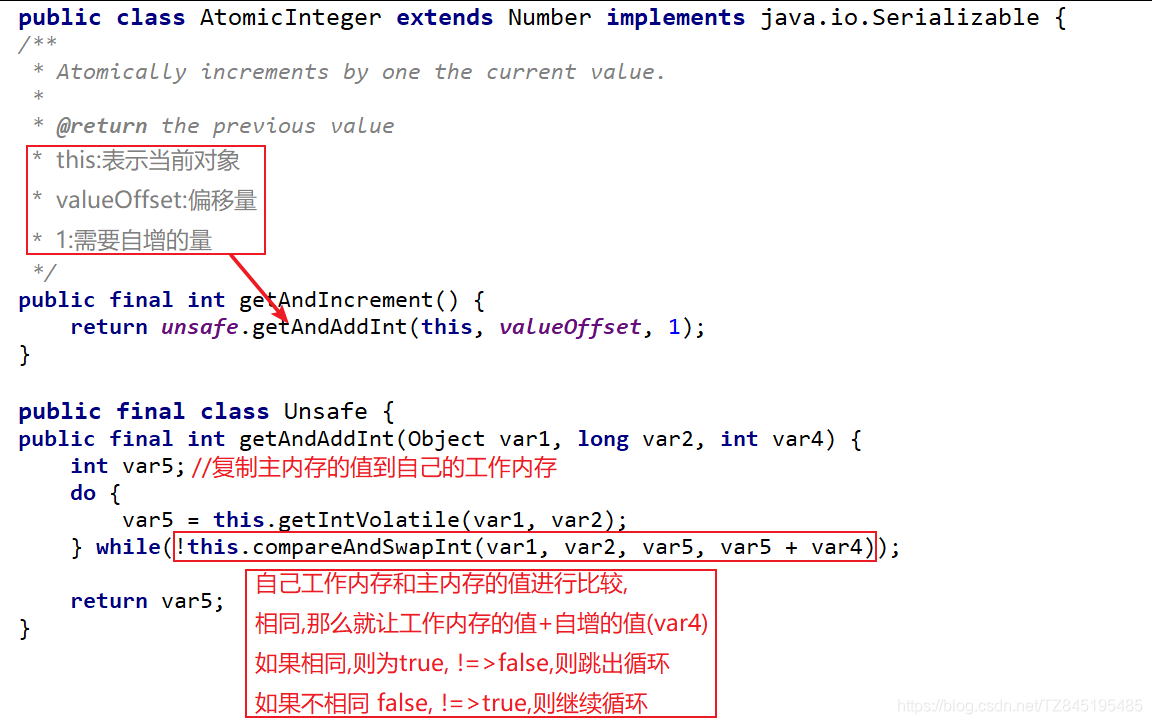 public class AtomicInteger extends Number implements java.io.Serializable {
/**
 * Atomically increments by one the current value.
 *
 * @return the previous value
* this:表示当前对象
* valueOffset:偏移量
* 1:需要自增的量
 */
public final int getAndIncrement() {
    return unsafe.getAndAddInt(this, valueOffset, 1);
}
public final class Unsafe {
public final int getAndAddInt(Object var1, long var2, int var4) {
    int var5; //复制主内存的值到自己的工作内存
    do {
        var5 = this.getIntVolatile(var1, var2);
    } while(!this.compareAndSwapInt(var1, var2, var5, var5 + var4));
自己工作内存和主内存的值进行比较,
    return var5;
相同,那么就让工作内存的值+自增的值(var4)
}
如果相同,则为true, !=>false,则跳出循环
如果不相同 false, !=>true,则继续循环
https://blog.csdn.net/TZ845195485